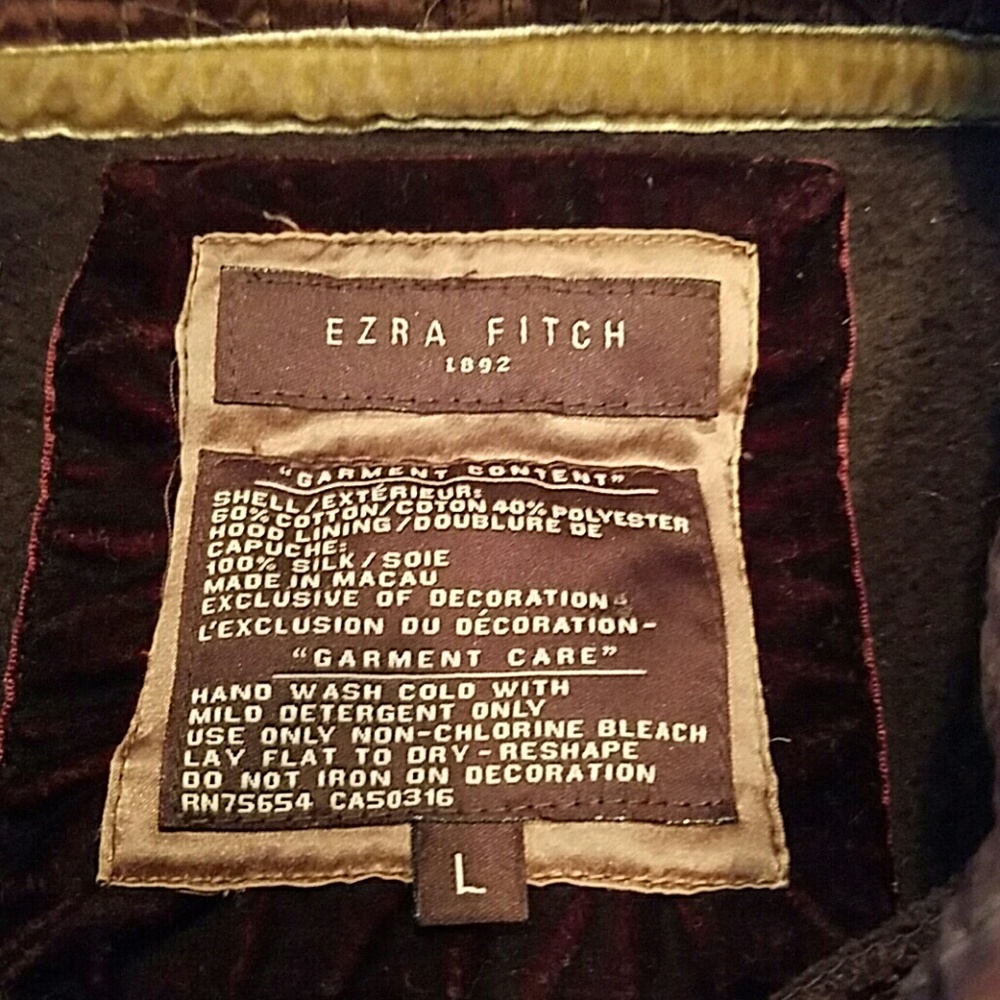 EZRA FITCH
1892
"GARMENT CONTENT"
SHELL/EXTÉRIEUR:
60% COTTON/COTON 40% POLYESTER
HOOD LINING/DOUBLURE DE
CAPUCHE:
100% SILK/SOIE
MADE IN MACAU
EXCLUSIVE OF DECORATION
L'EXCLUSION DU DÉCORATION-
"GARMENT CARE"
HAND WASH COLD WITH
MILD DETERGENT ONLY
USE ONLY NON-CHLORINE BLEACH
LAY FLAT TO DRY-RESHAPE
DO NOT IRON ON DECORATION
RN75654 CA50316
L